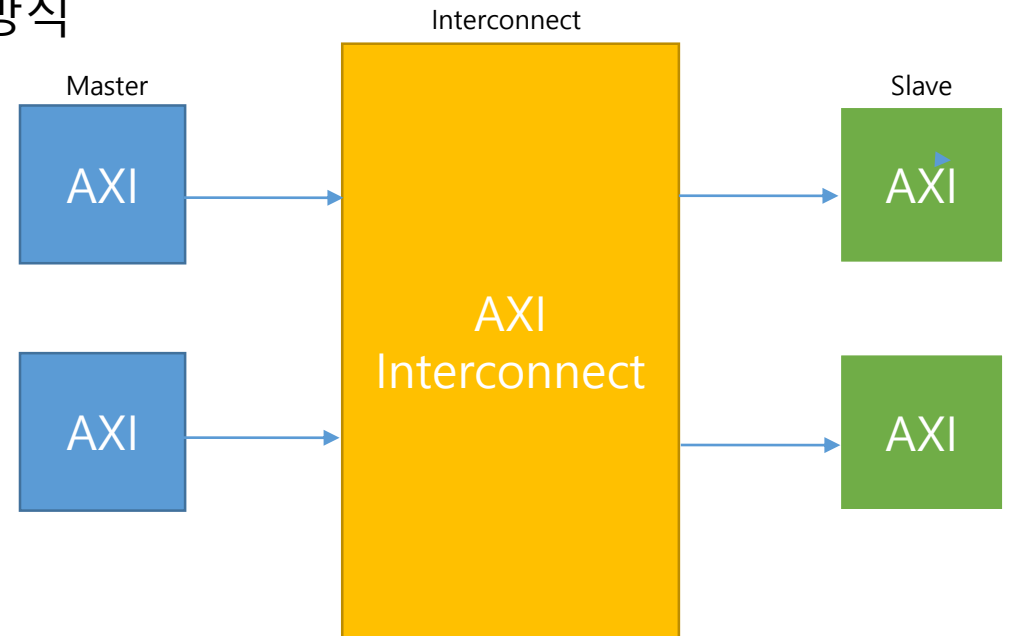 방식
Interconnect
Master
Slave
AXI
AXI
AXI
Interconnect
AXI
AXI